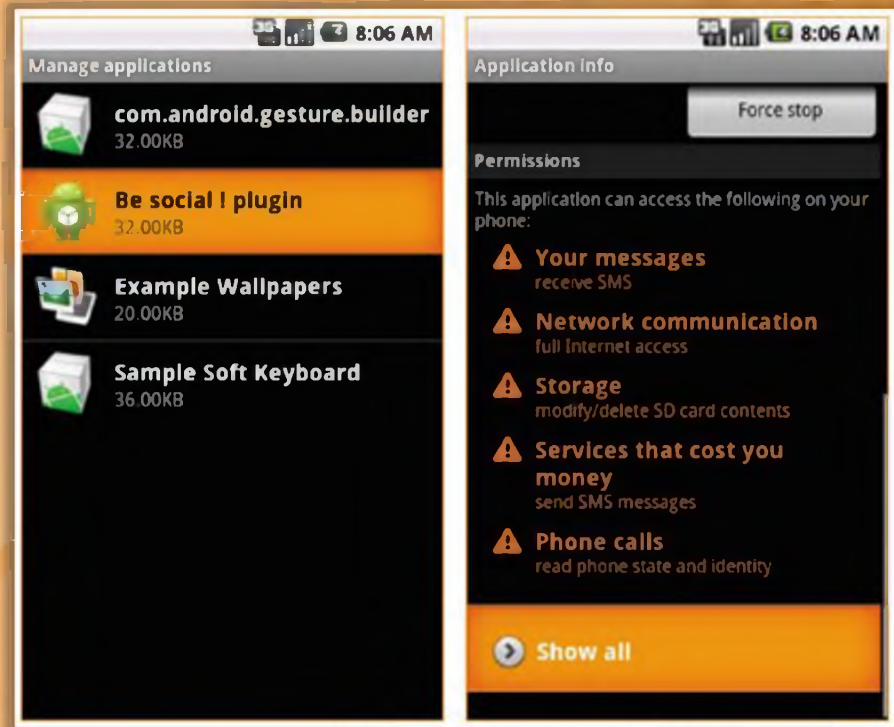 3G 8:06 AM
Manage applications
com.android.gesture.builder
32.00KB
Be social ! plugin
32.00KB
Example Wallpapers
20.00KB
Sample Soft Keyboard
36.00KB
3G 8:06 AM
Application info
Force stop
Permissions
This application can access the following on your
phone:
Your messages
receive SMS
Network communication
full Internet access
Storage
modify/delete SD card contents
Services that cost you
money
send SMS messages
Phone calls
read phone state and identity
Show all